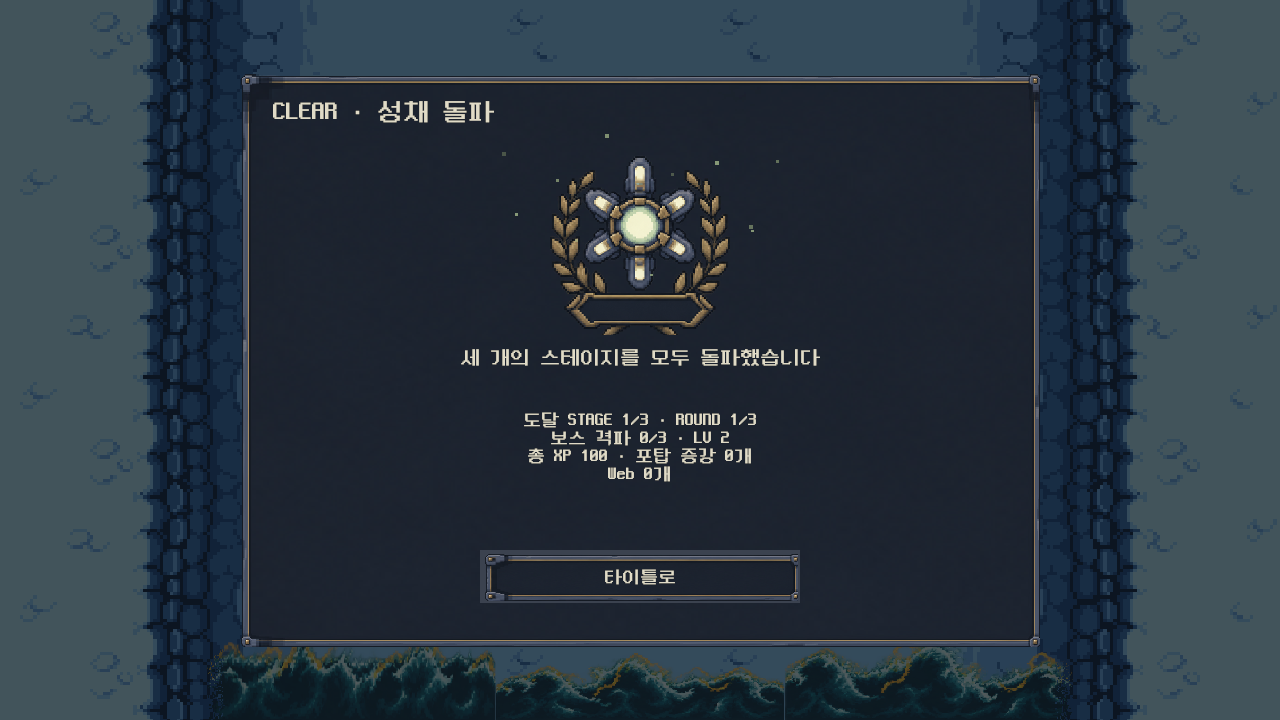 CLEAR · 성채 돌파
세 개의 스테이지를 모두 돌파했습니다
도달 STAGE 1/3 · ROUND 1/3
보스 격파 0/3 · LV 2
총 XP 100 · 포탑 증강 0개
Web 0개
타이틀로